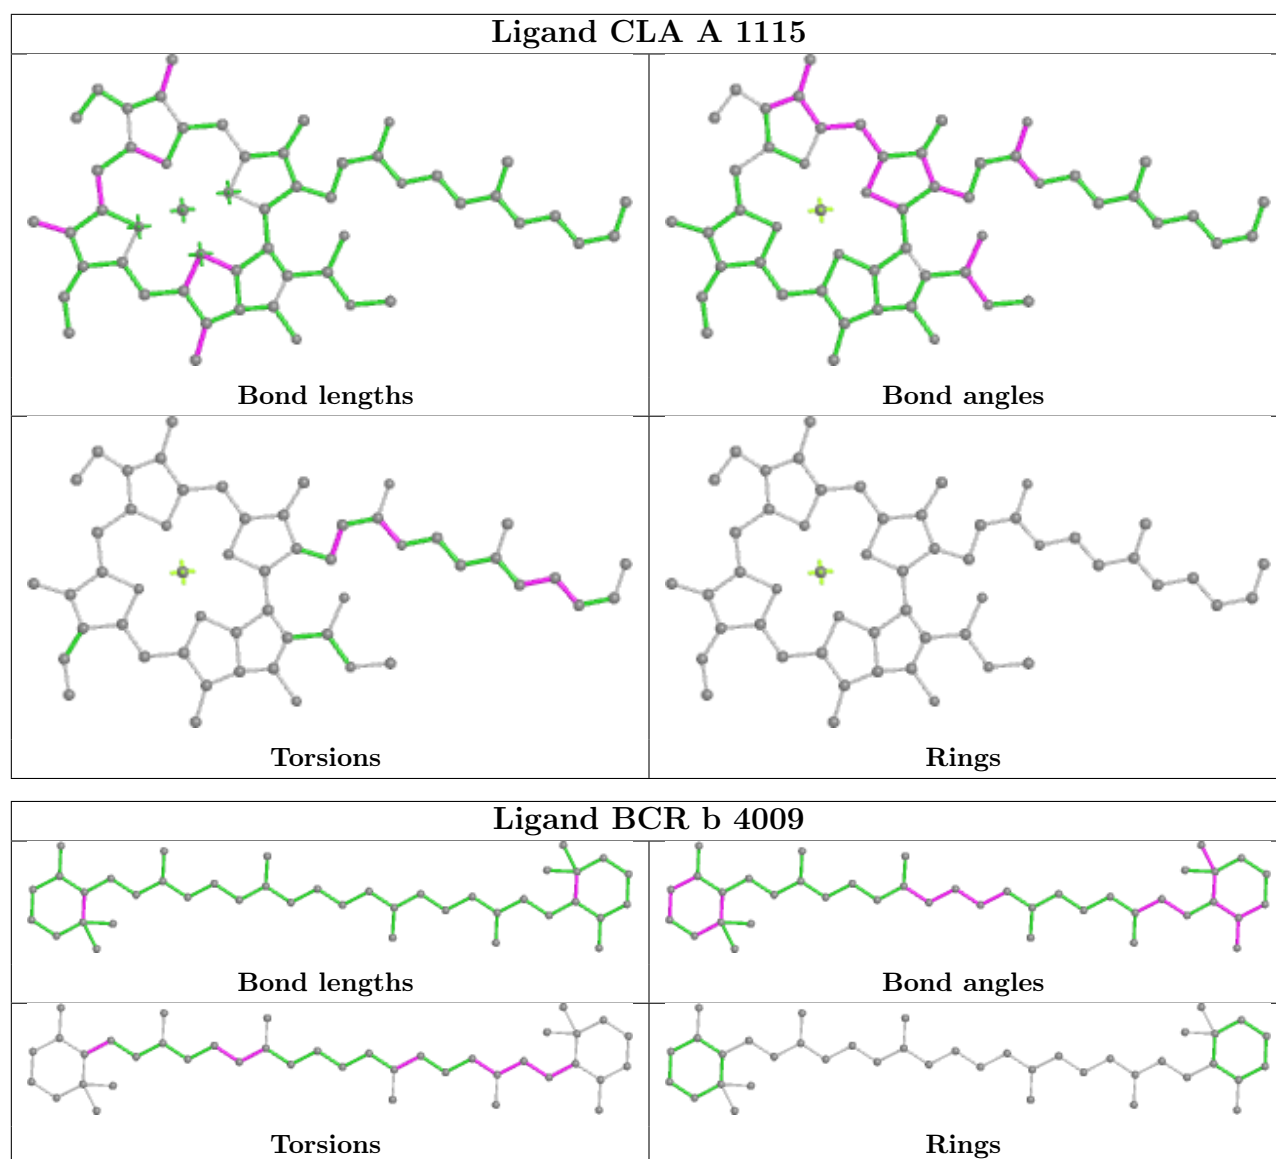 Ligand CLA A 1115
Bond lengths
Bond angles
Torsions
Rings
Ligand BCR b 4009
Bond lengths
Bond angles
Torsions
Rings